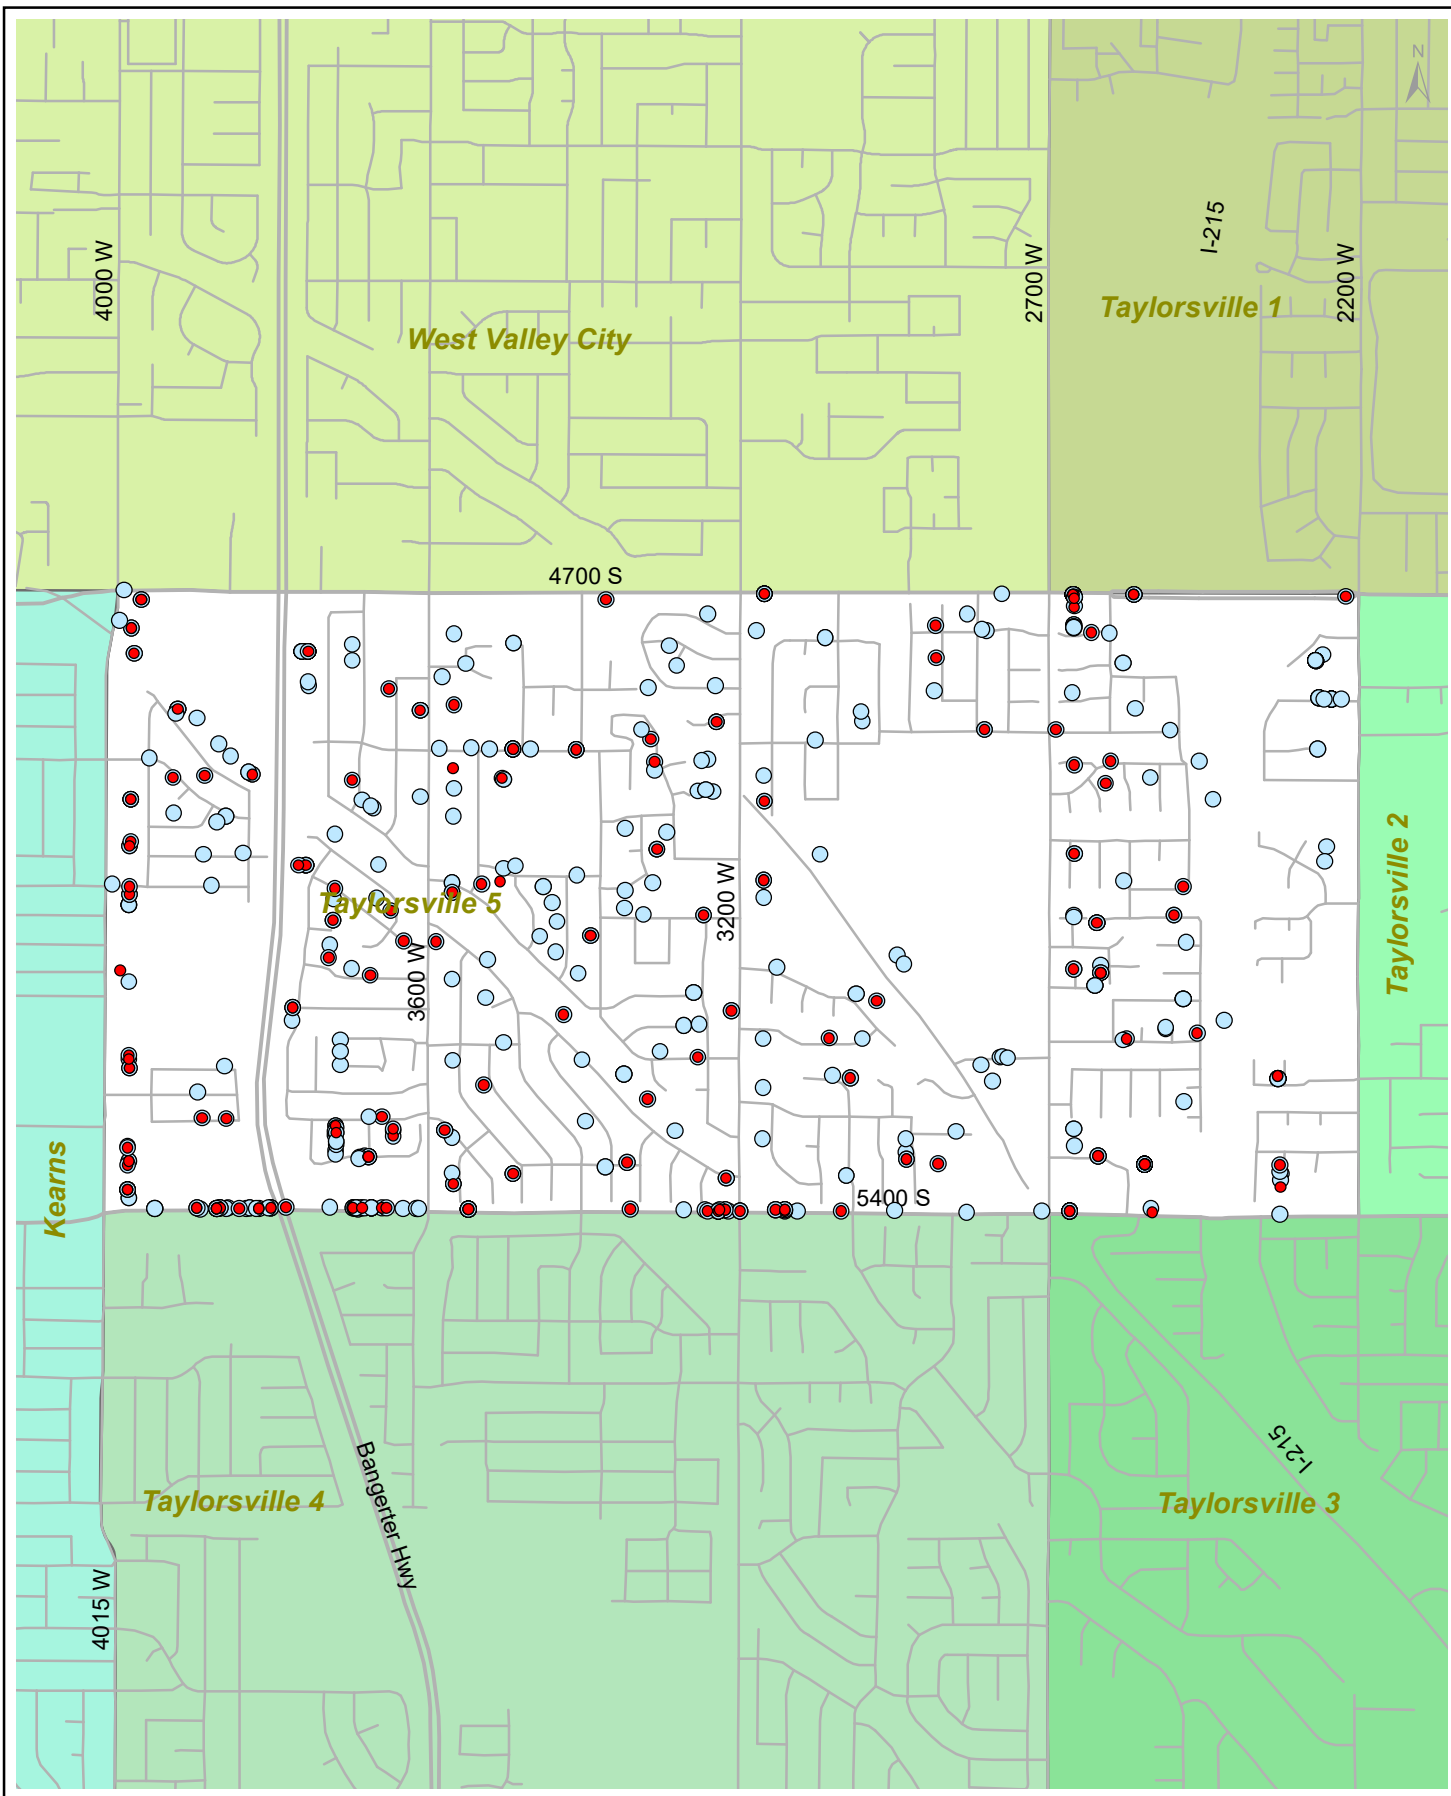 N
I-215
4000 W
2700 W
2200 W
Taylorsville 1
West Valley City
4700 S
Taylorsville 2
3200 W
Taylorsville 5
3600 W
Kearns
5400 S
I-215
Bangerter Hwy
Taylorsville 4
Taylorsville 3
4015 W